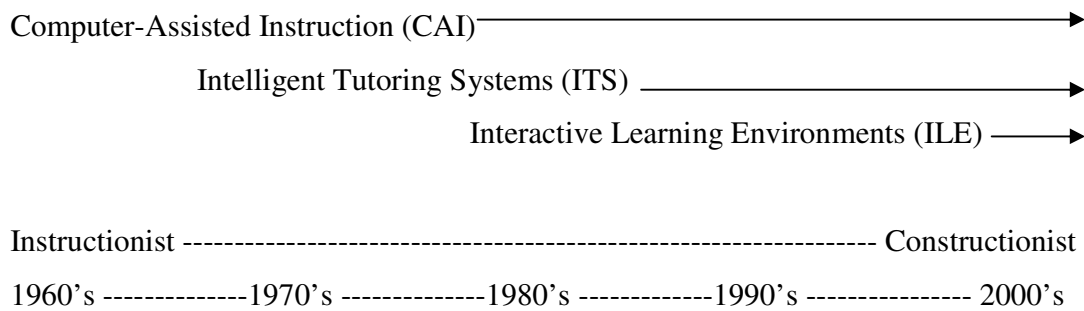 Computer-Assisted Instruction (CAI)
Intelligent Tutoring Systems (ITS)
Interactive Learning Environments (ILE)
Instructionist -------------------------------------------------------------------- Constructionist
1960’s --------------1970’s --------------1980’s -------------1990’s ---------------- 2000’s